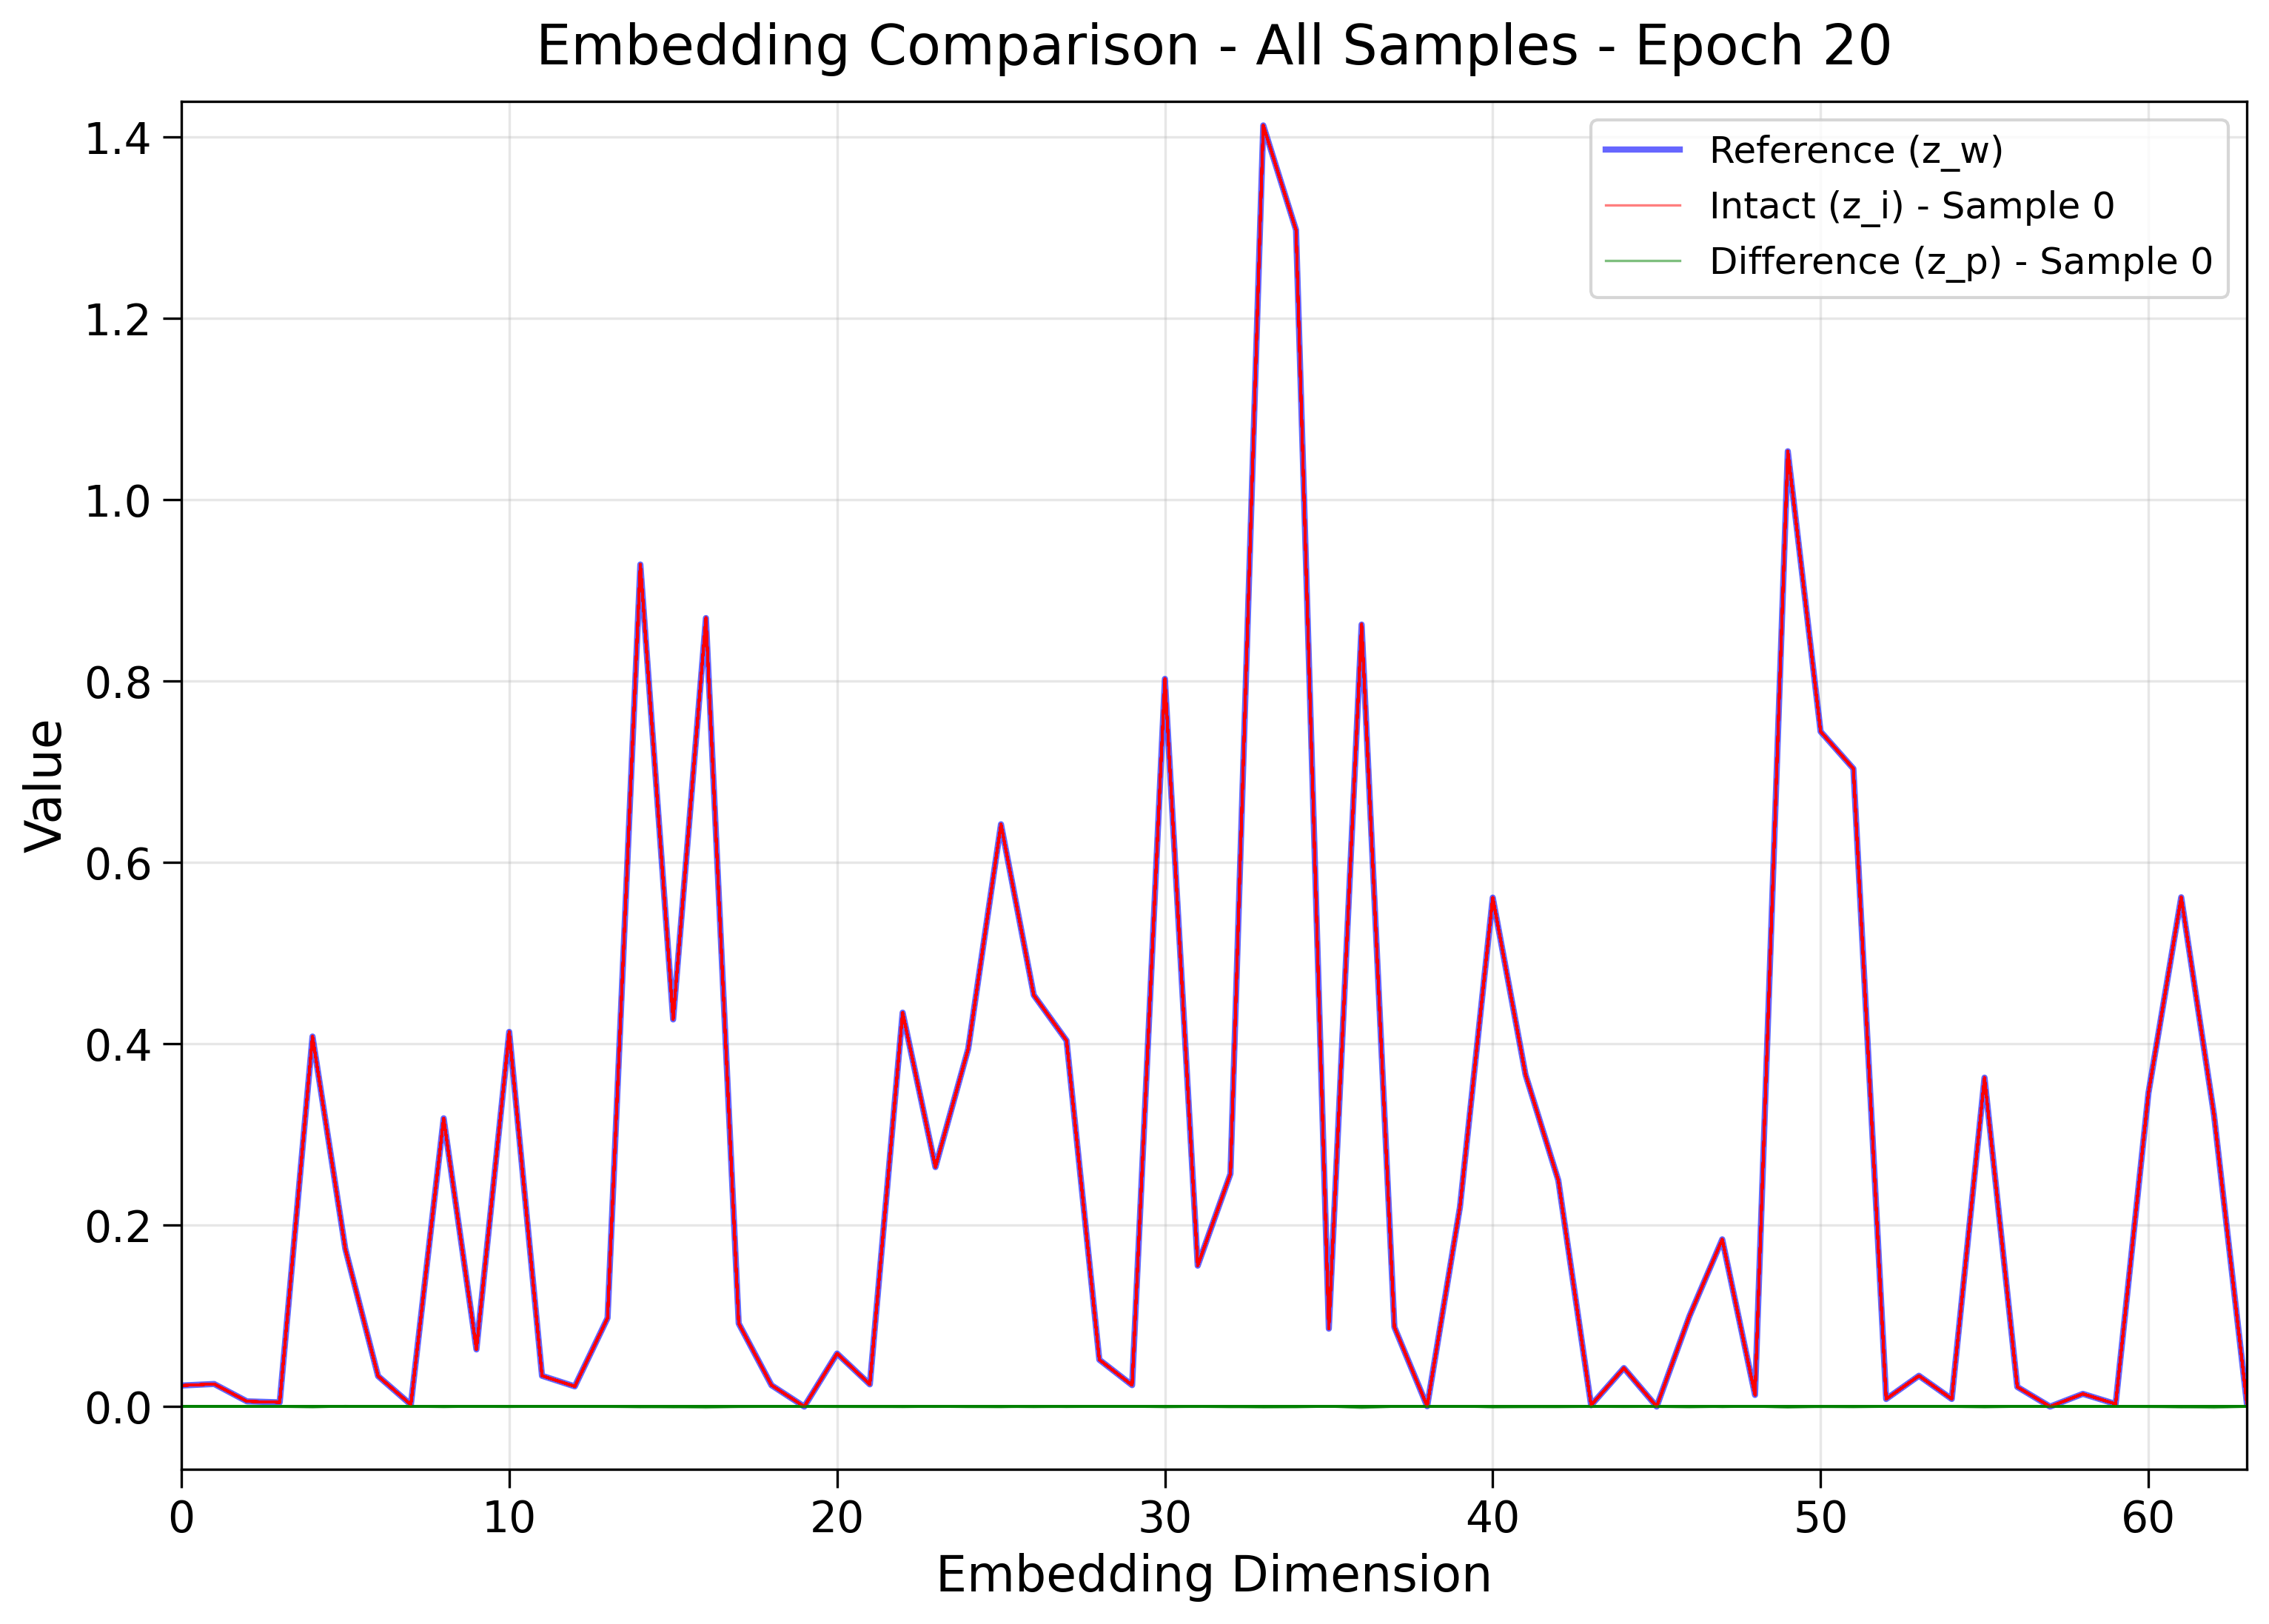 Embedding Comparison - All Samples - Epoch 20
Reference (z_w)
Intact (z_i) - Sample 0
Difference (z_p) - Sample 0
1.4
1.2
1.0
0.8
0.6
0.4
0.2
0.0
Value
0 10 20 30 40 50 60
Embedding Dimension